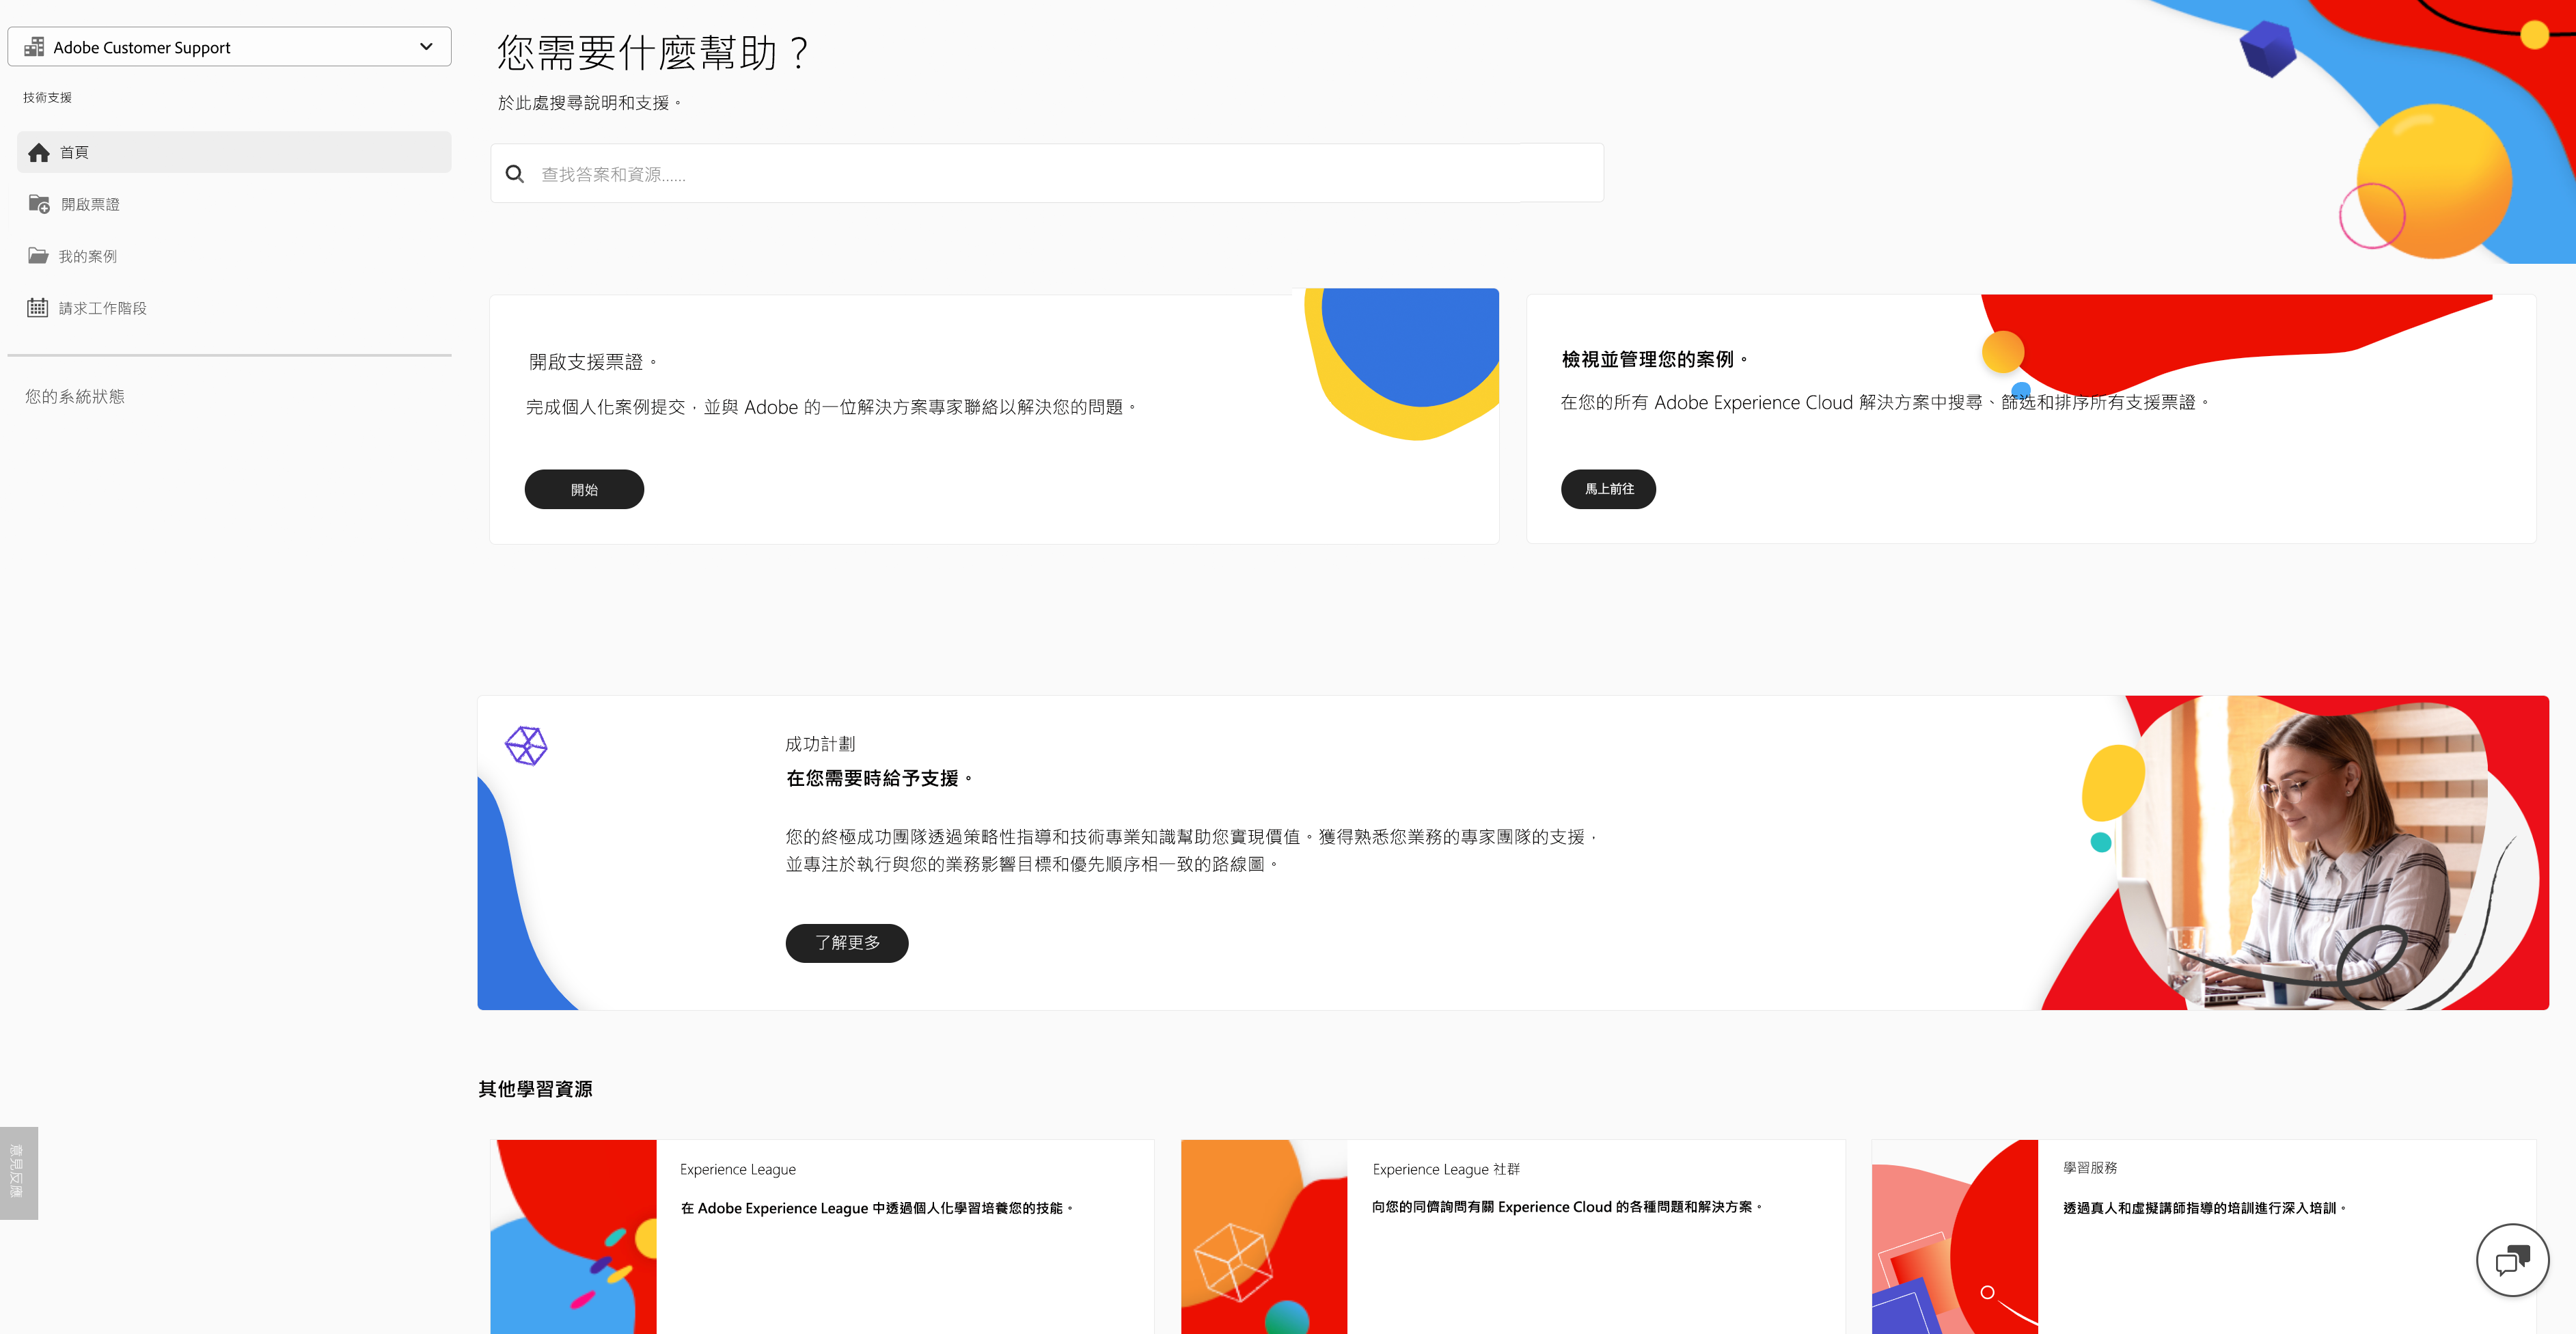 Adobe Customer Support
技術支援
首頁
開啟票證
我的案例
請求工作階段
您的系統狀態
意見反應
您需要什麼幫助？
於此處搜尋說明和支援。
查找答案和資源......
開啟支援票證。
完成個人化案例提交，並與 Adobe 的一位解決方案專家聯絡以解決您的問題。
開始
檢視並管理您的案例。
在您的所有 Adobe Experience Cloud 解決方案中搜尋、篩选和排序所有支援票證。
馬上前往
成功計劃
在您需要時給予支援。
您的終極成功團隊透過策略性指導和技術專業知識幫助您實現價值。獲得熟悉您業務的專家團隊的支援，
並專注於執行與您的業務影響目標和優先順序相一致的路線圖。
了解更多
其他學習資源
Experience League
在 Adobe Experience League 中透過個人化學習培養您的技能。
Experience League 社群
向您的同儕詢問有關 Experience Cloud 的各種問題和解決方案。
學習服務
透過真人和虛擬講師指導的培訓進行深入培訓。